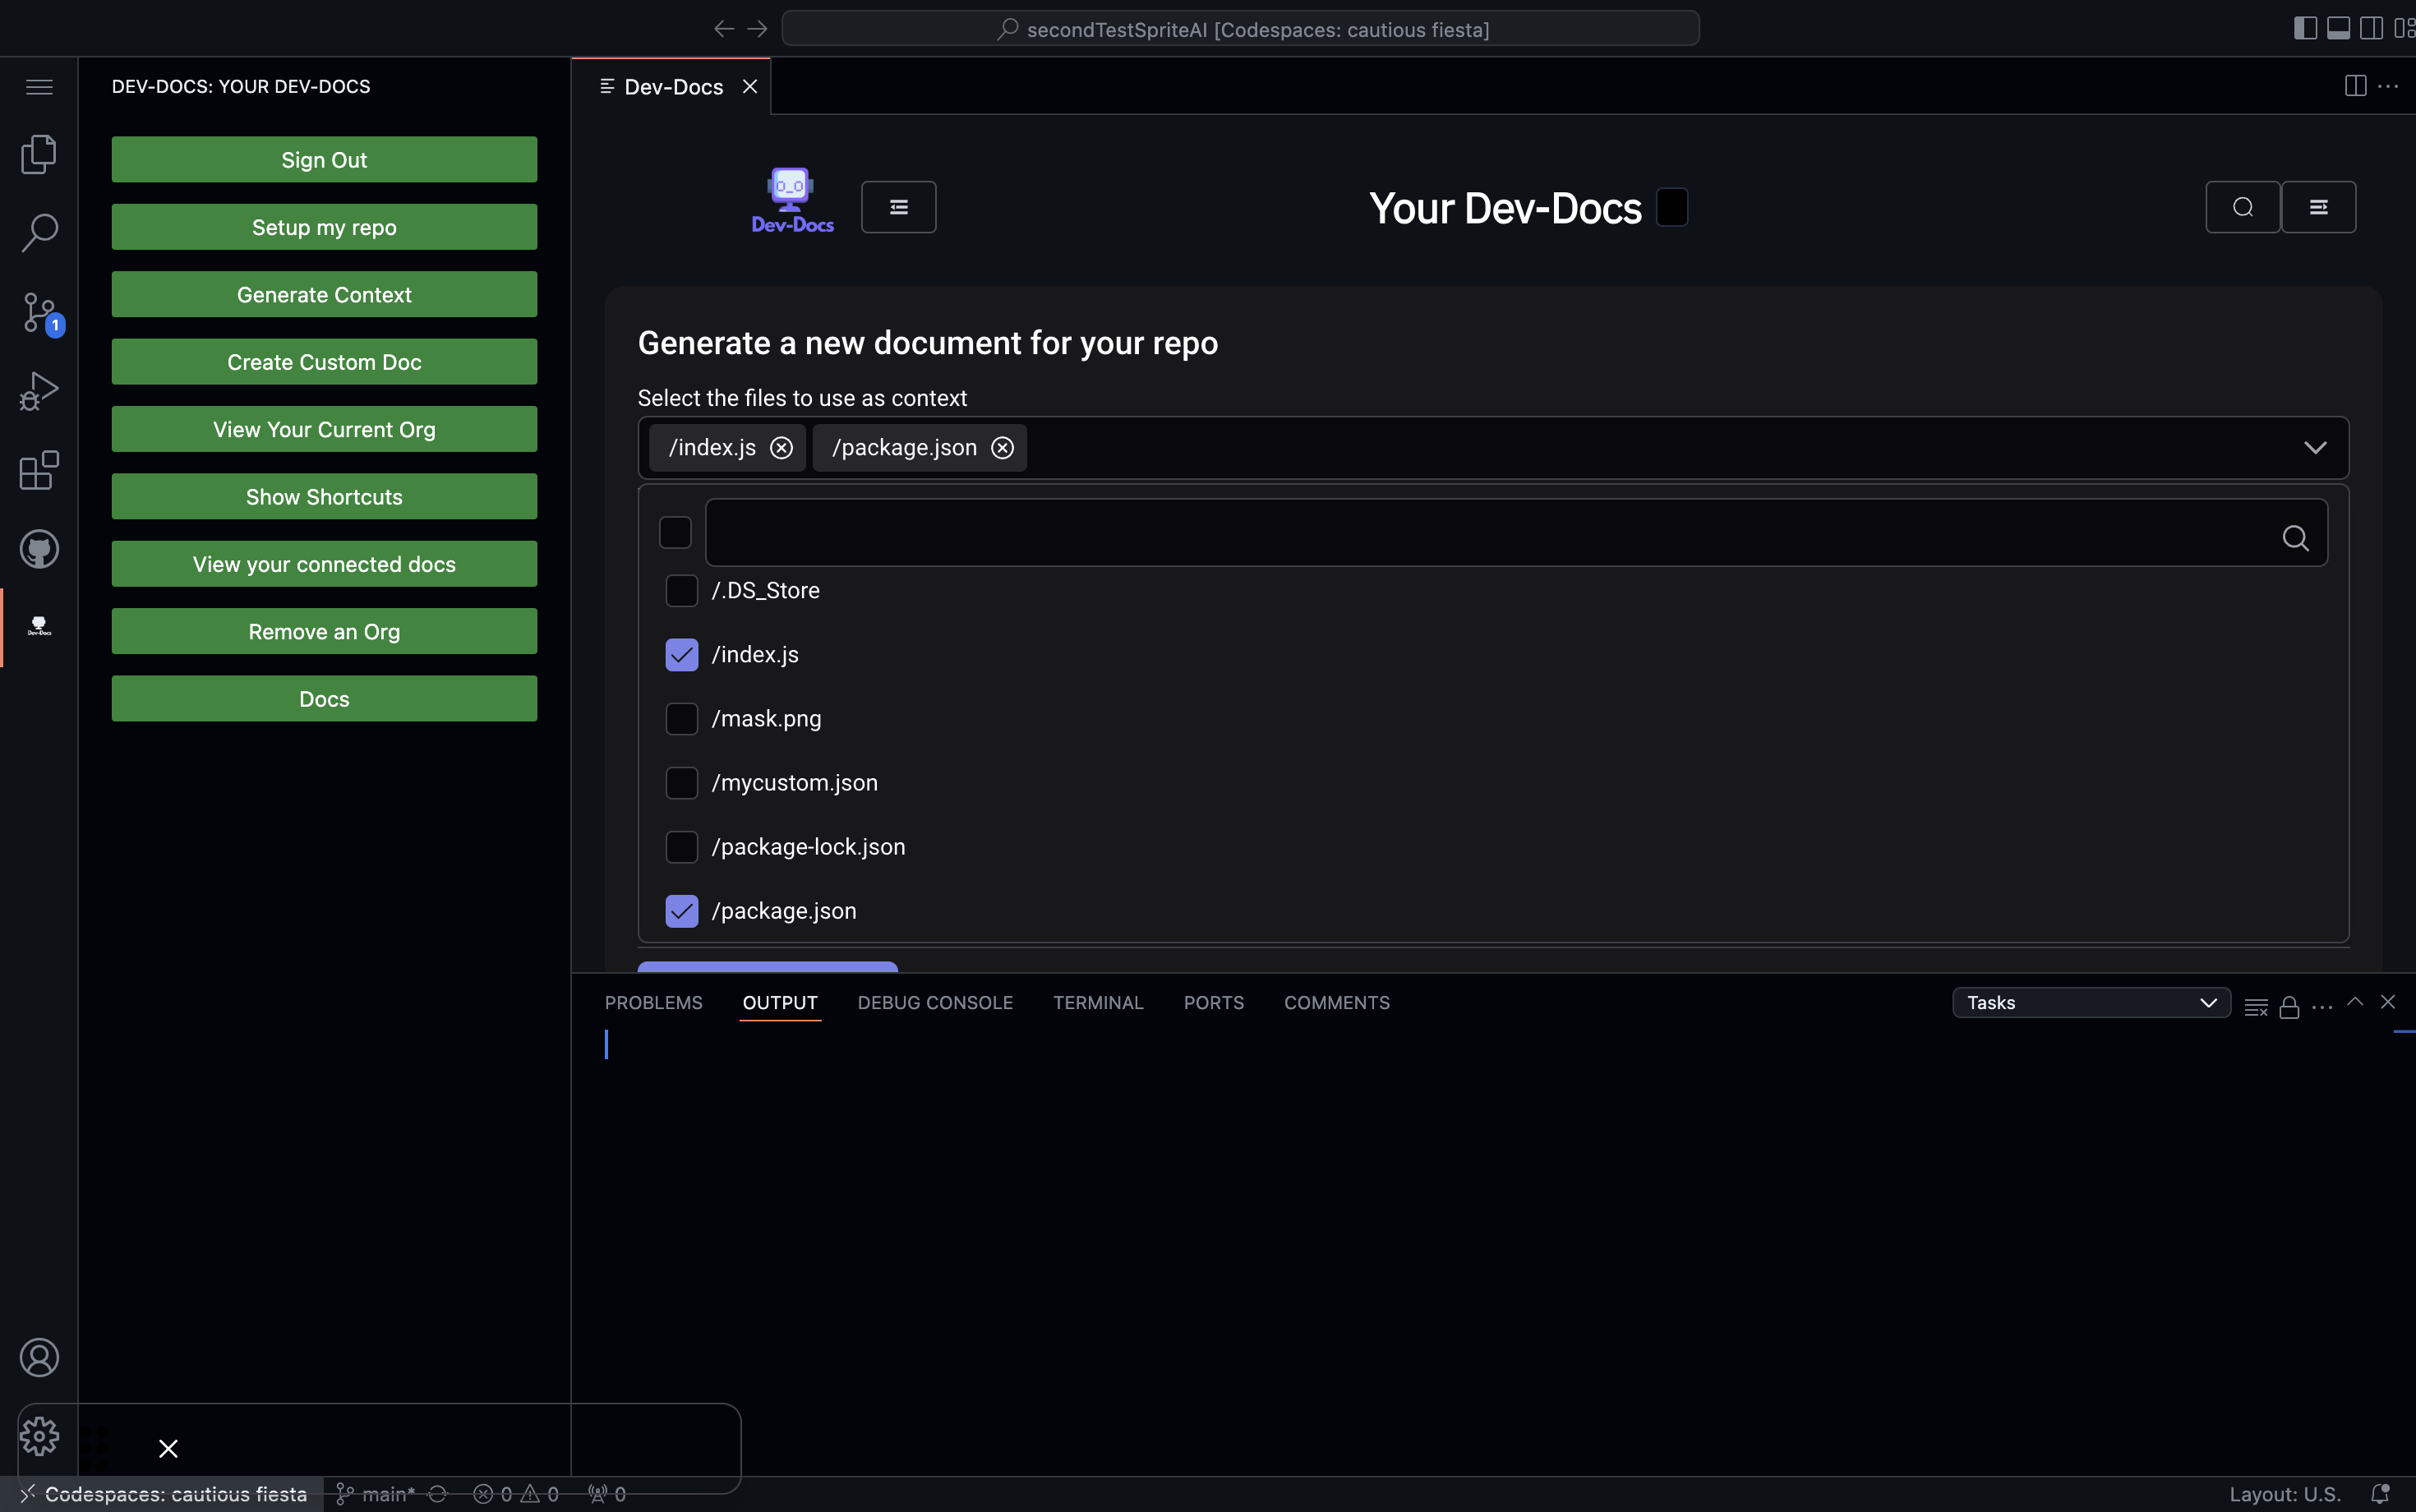 secondTestSpriteAI [Codespaces: cautious fiesta]
DEV-DOCS: YOUR DEV-DOCS
Sign Out
Setup my repo
Generate Context
Create Custom Doc
View Your Current Org
Show Shortcuts
View your connected docs
Remove an Org
Docs
1
Dev-Docs
Dev-Docs
Dev-Docs
Your Dev-Docs
Generate a new document for your repo
Select the files to use as context
/index.js /package.json
/.DS_Store
/index.js
/mask.png
/mycustom.json
/package-lock.json
/package.json
PROBLEMS OUTPUT DEBUG CONSOLE TERMINAL PORTS COMMENTS Tasks
Codespaces: cautious fiesta main* 0 0 0 Layout: U.S.